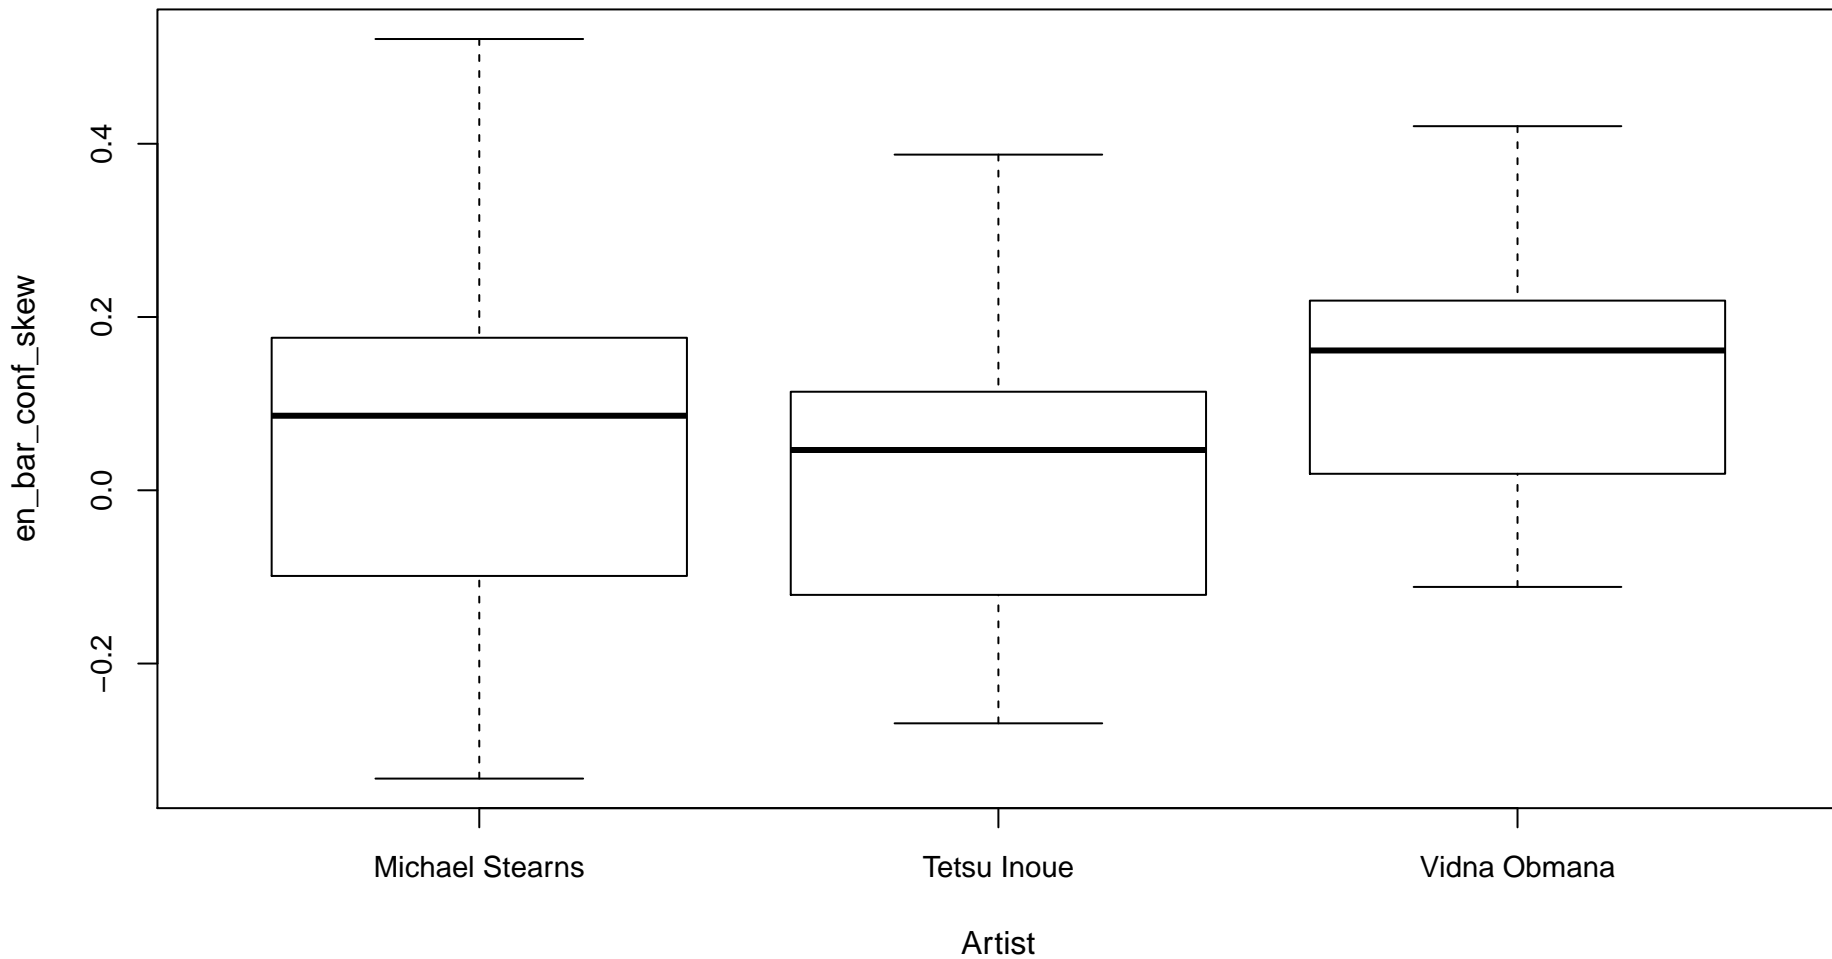 en_bar_conf_skew
0.4
0.2
0.0
−0.2
Michael Stearns
Tetsu Inoue
Vidna Obmana
Artist